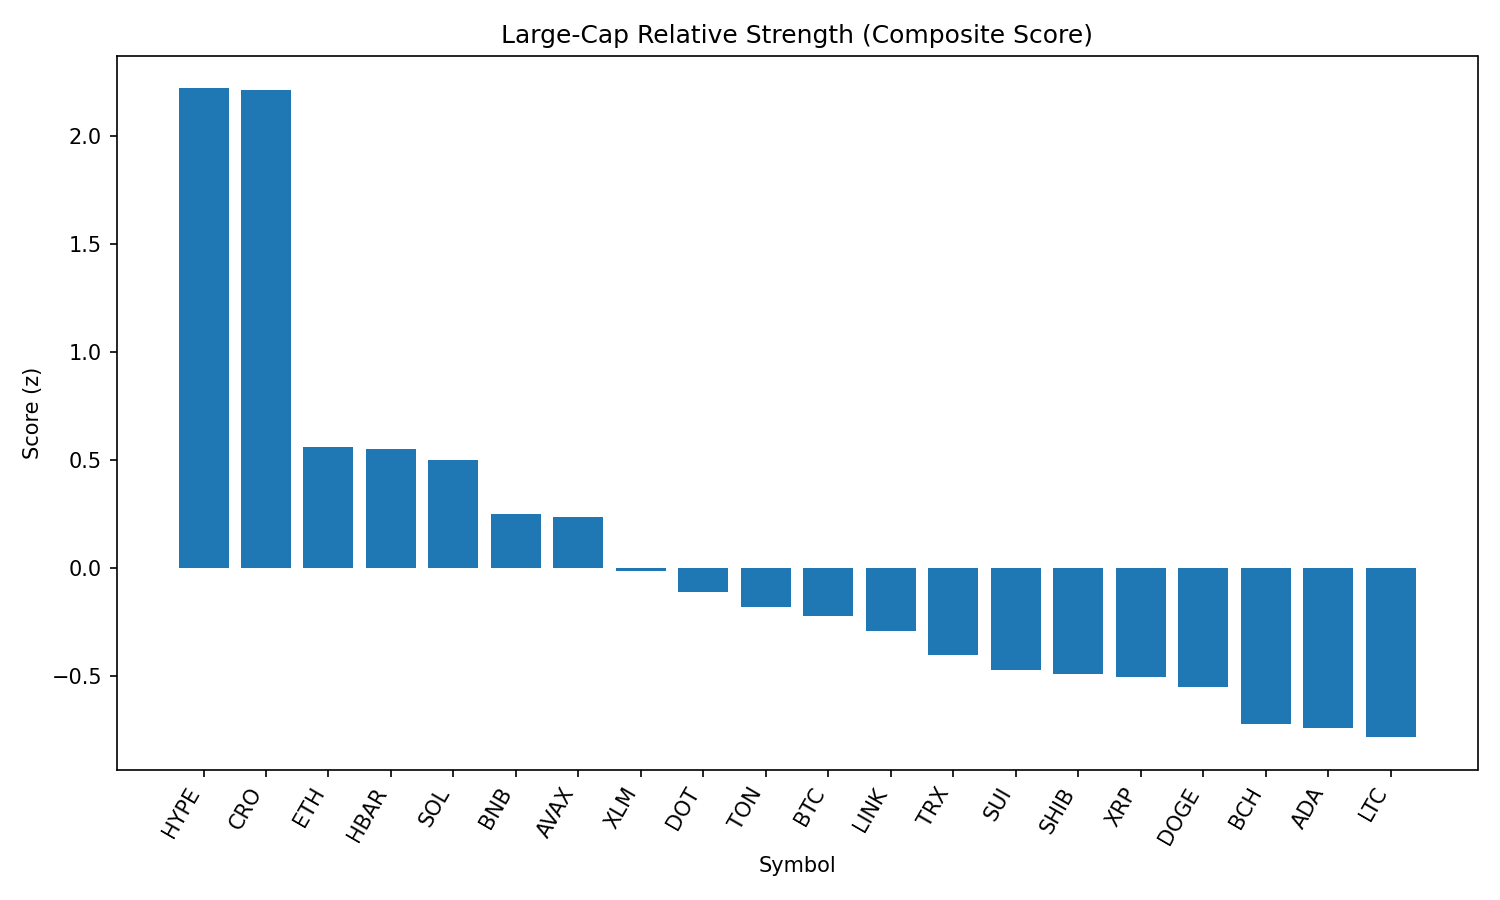 Large-Cap Relative Strength (Composite Score)
2.0
1.5
1.0
0.5
0.0
−0.5
Score (z)
HYPE
CRO
ETH
HBAR
SOL
BNB
AVAX
XLM
DOT
TON
BTC
LINK
TRX
SUI
SHIB
XRP
DOGE
BCH
ADA
LTC
Symbol